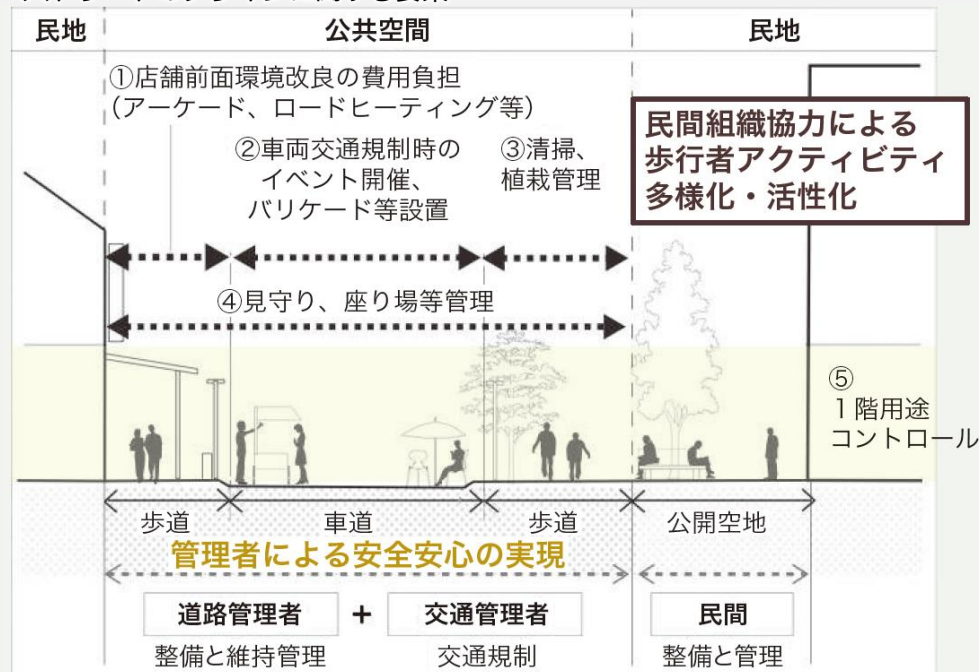 民地
公共空間
民地
①店舗前面環境改良の費用負担
（アーケード、ロードヒーティング等）
②車両交通規制時の
イベント開催、
バリケード等設置
③清掃、
植栽管理
民間組織協力による
歩行者アクティビティ
多様化・活性化
④見守り、座り場等管理
⑤
1階用途
コントロール
歩道
車道
歩道
公開空地
管理者による安全安心の実現
道路管理者
+
交通管理者
民間
整備と維持管理
交通規制
整備と管理